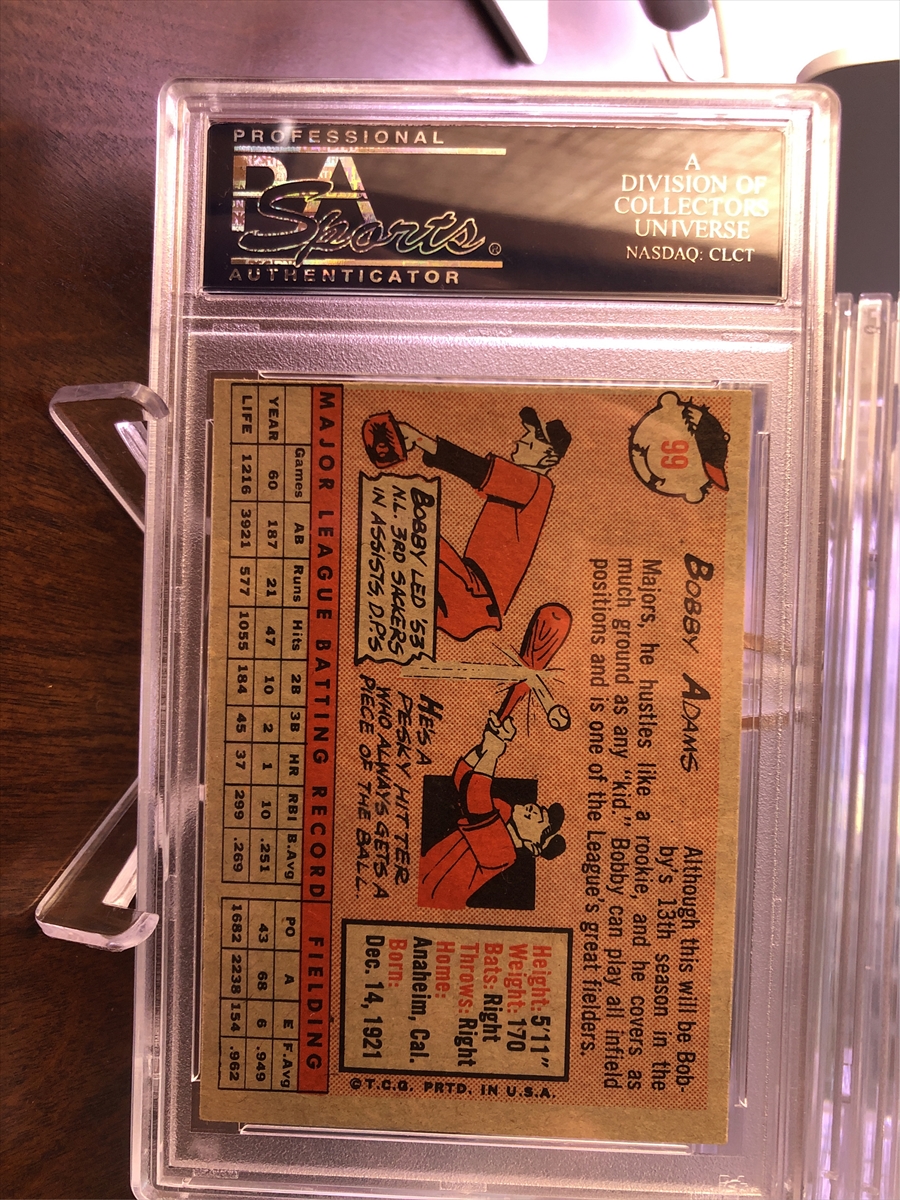 PROFESSIONAL
PSA
Sports®
AUTHENTICATOR
A
DIVISION OF
COLLECTORS
UNIVERSE
NASDAQ: CLCT
99
BOBBY ADAMS
Although this will be Bob-
by's 13th season in the
Majors, he hustles like a rookie, and he covers as
much ground as any "kid." Bobby can play all infield
positions and is one of the League's great fielders.
BOBBY LED '53
N.L. 3RD SACKERS
IN ASSISTS, D.P.'S
HE'S A
PESKY HITTER
WHO ALWAYS GETS A
PIECE OF THE BALL.
Height: 5'11"
Weight: 170
Bats: Right
Throws: Right
Home:
Anaheim, Cal.
Born:
Dec. 14, 1921
©T.C.G. PRTD. IN U.S.A.
MAJOR LEAGUE BATTING RECORD FIELDING
Games AB Runs Hits 2B 3B HR RBI B.Avg PO A E F.Avg
YEAR 60 187 21 47 10 2 1 10 .251 43 68 6 .949
LIFE 1216 3921 577 1055 184 45 37 299 .269 1682 2238 154 .962